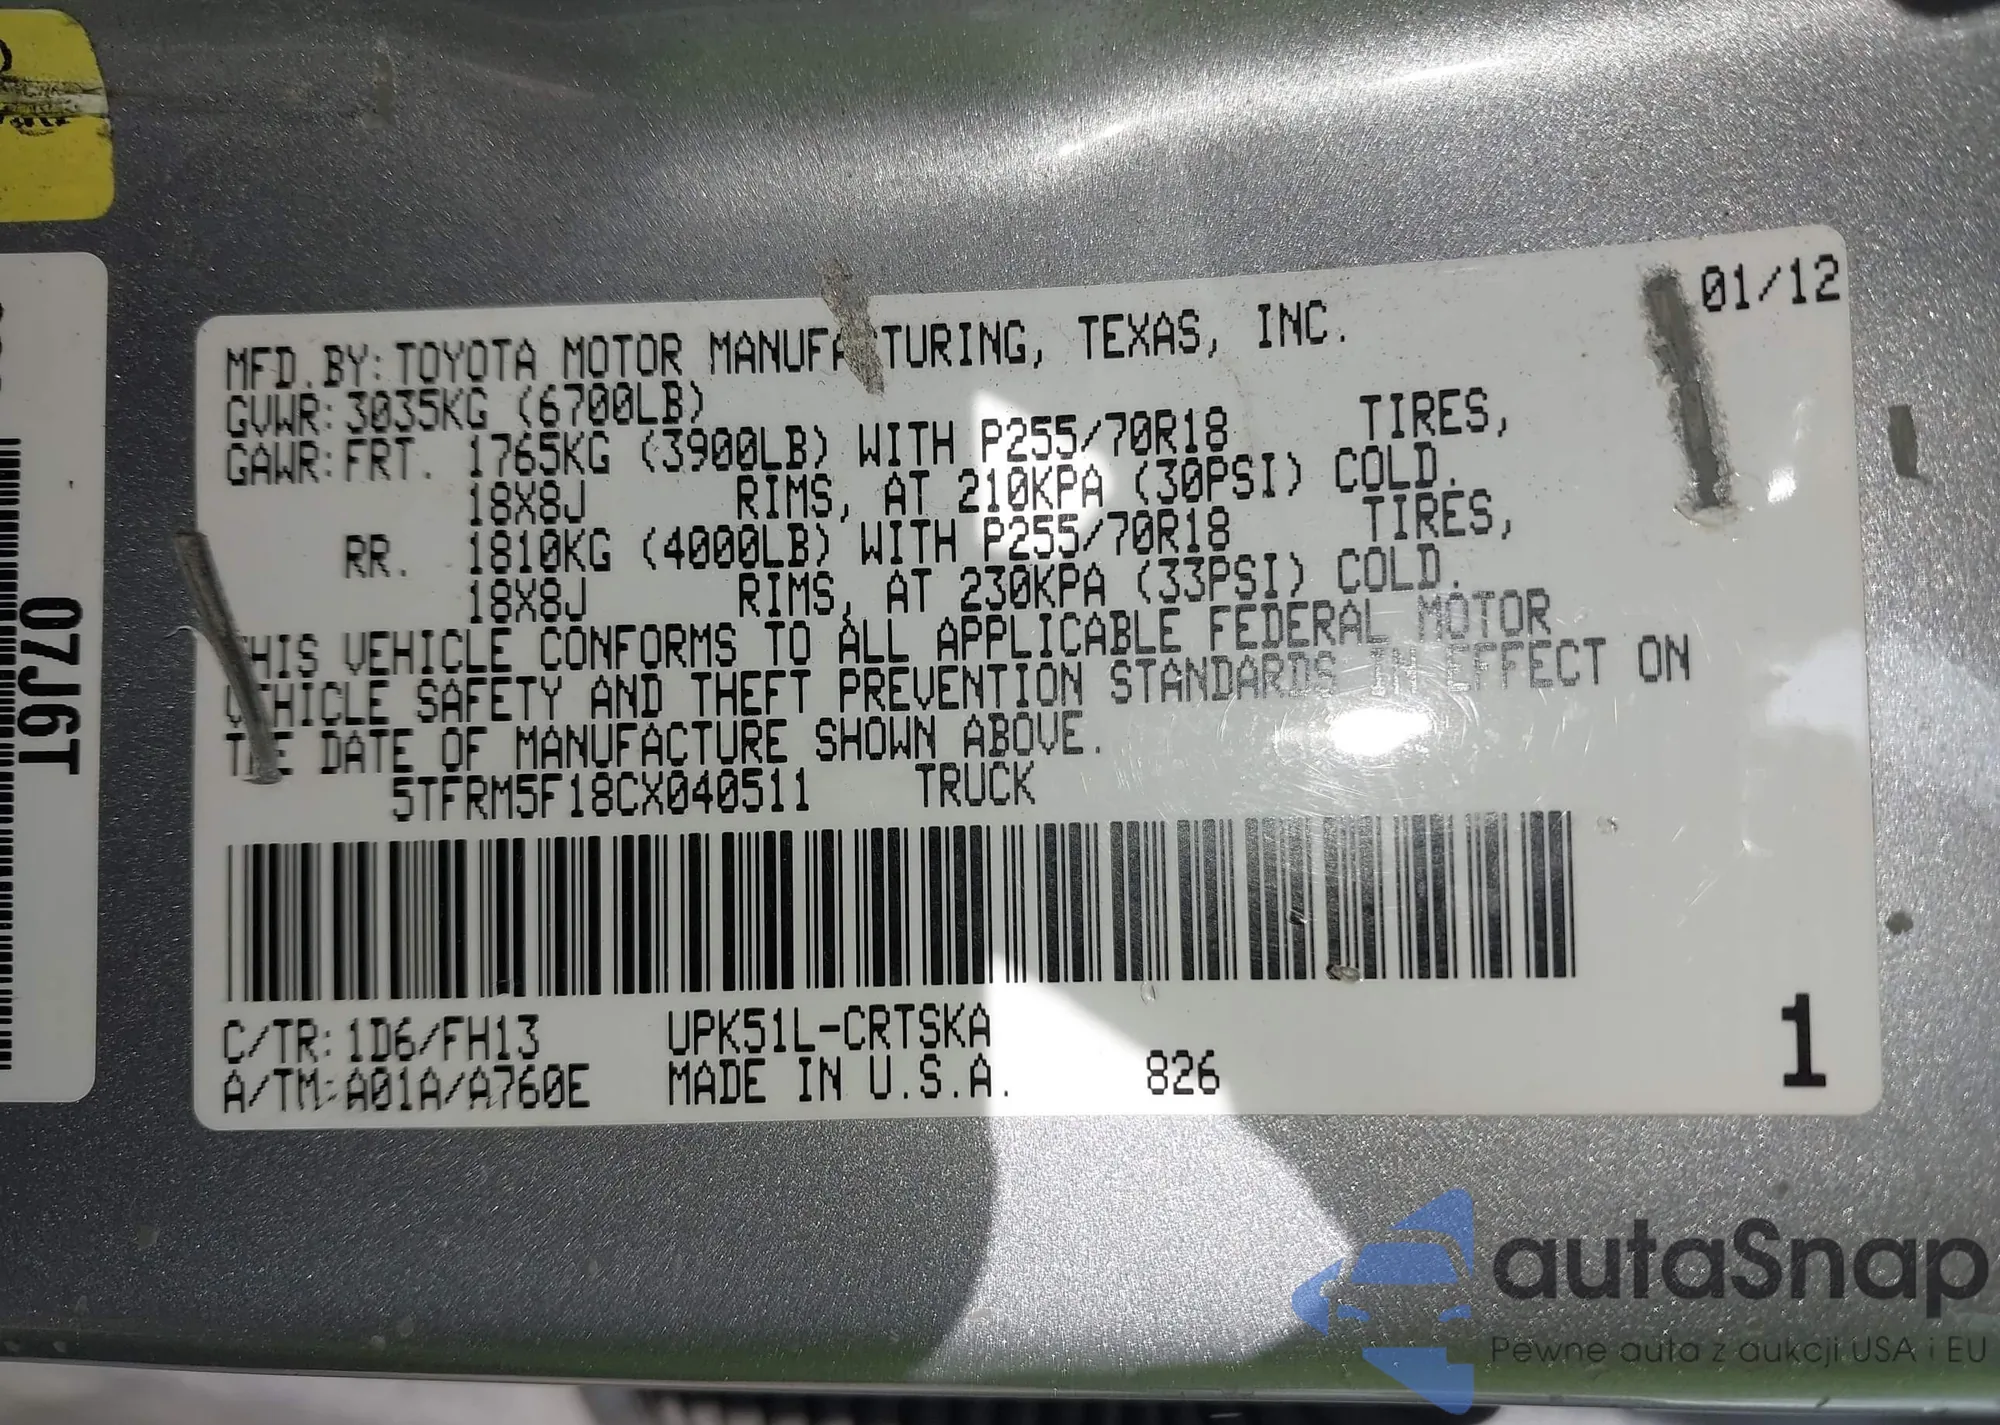 01/12
MFD.BY:TOYOTA MOTOR MANUFACTURING, TEXAS, INC.
GVWR:3035KG (6700LB)
GAWR:FRT. 1765KG (3900LB) WITH P255/70R18 TIRES,
18X8J RIMS, AT 210KPA (30PSI) COLD.
RR. 1810KG (4000LB) WITH P255/70R18 TIRES,
18X8J RIMS, AT 230KPA (33PSI) COLD.
THIS VEHICLE CONFORMS TO ALL APPLICABLE FEDERAL MOTOR
VEHICLE SAFETY AND THEFT PREVENTION STANDARDS IN EFFECT ON
THE DATE OF MANUFACTURE SHOWN ABOVE.
5TFRM5F18CX040511 TRUCK
C/TR:1D6/FH13 UPK51L-CRTSKA
A/TM:A01A/A760E MADE IN U.S.A. 826
1
07J6T
autaSnap
Pewne auta z aukcji USA i EU